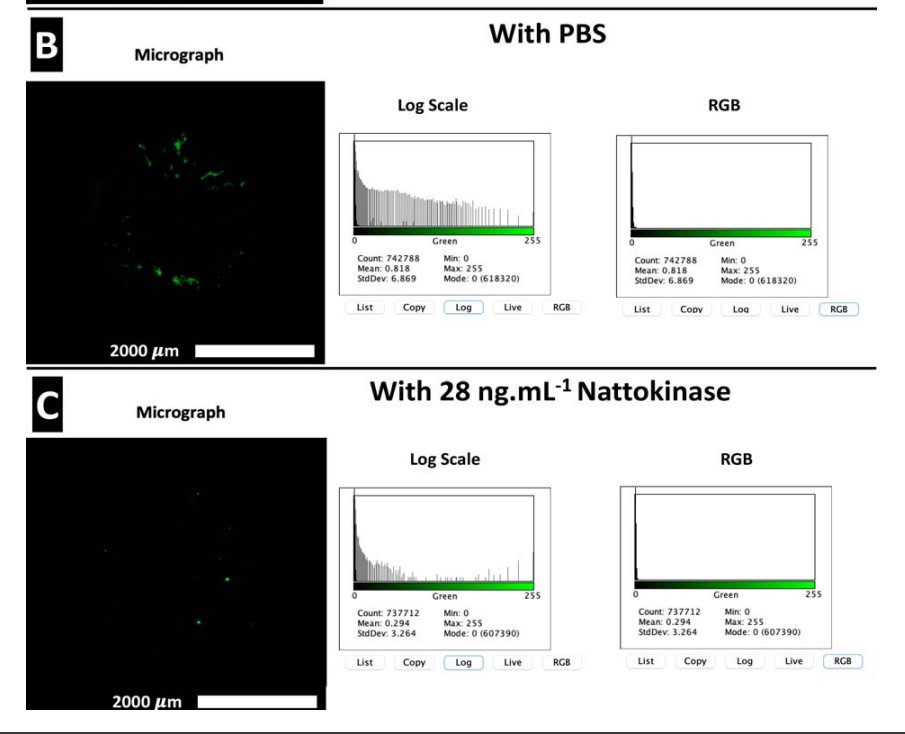 B
With PBS
Micrograph
Log Scale
RGB
0
Green
255
Count: 742788
Min: 0
Mean: 0.818
Max: 255
StdDev: 6.869
Mode: 0 (618320)
List
Copy
Log
Live
RGB
0
Green
255
Count: 742788
Min: 0
Mean: 0.818
Max: 255
StdDev: 6.869
Mode: 0 (618320)
List
Copy
Log
Live
RGB
2000 µm
C
With 28 ng.mL-1 Nattokinase
Micrograph
Log Scale
RGB
0
Green
255
Count: 737712
Min: 0
Mean: 0.294
Max: 255
StdDev: 3.264
Mode: 0 (607390)
List
Copy
Log
Live
RGB
0
Green
255
Count: 737712
Min: 0
Mean: 0.294
Max: 255
StdDev: 3.264
Mode: 0 (607390)
List
Copy
Log
Live
RGB
2000 µm